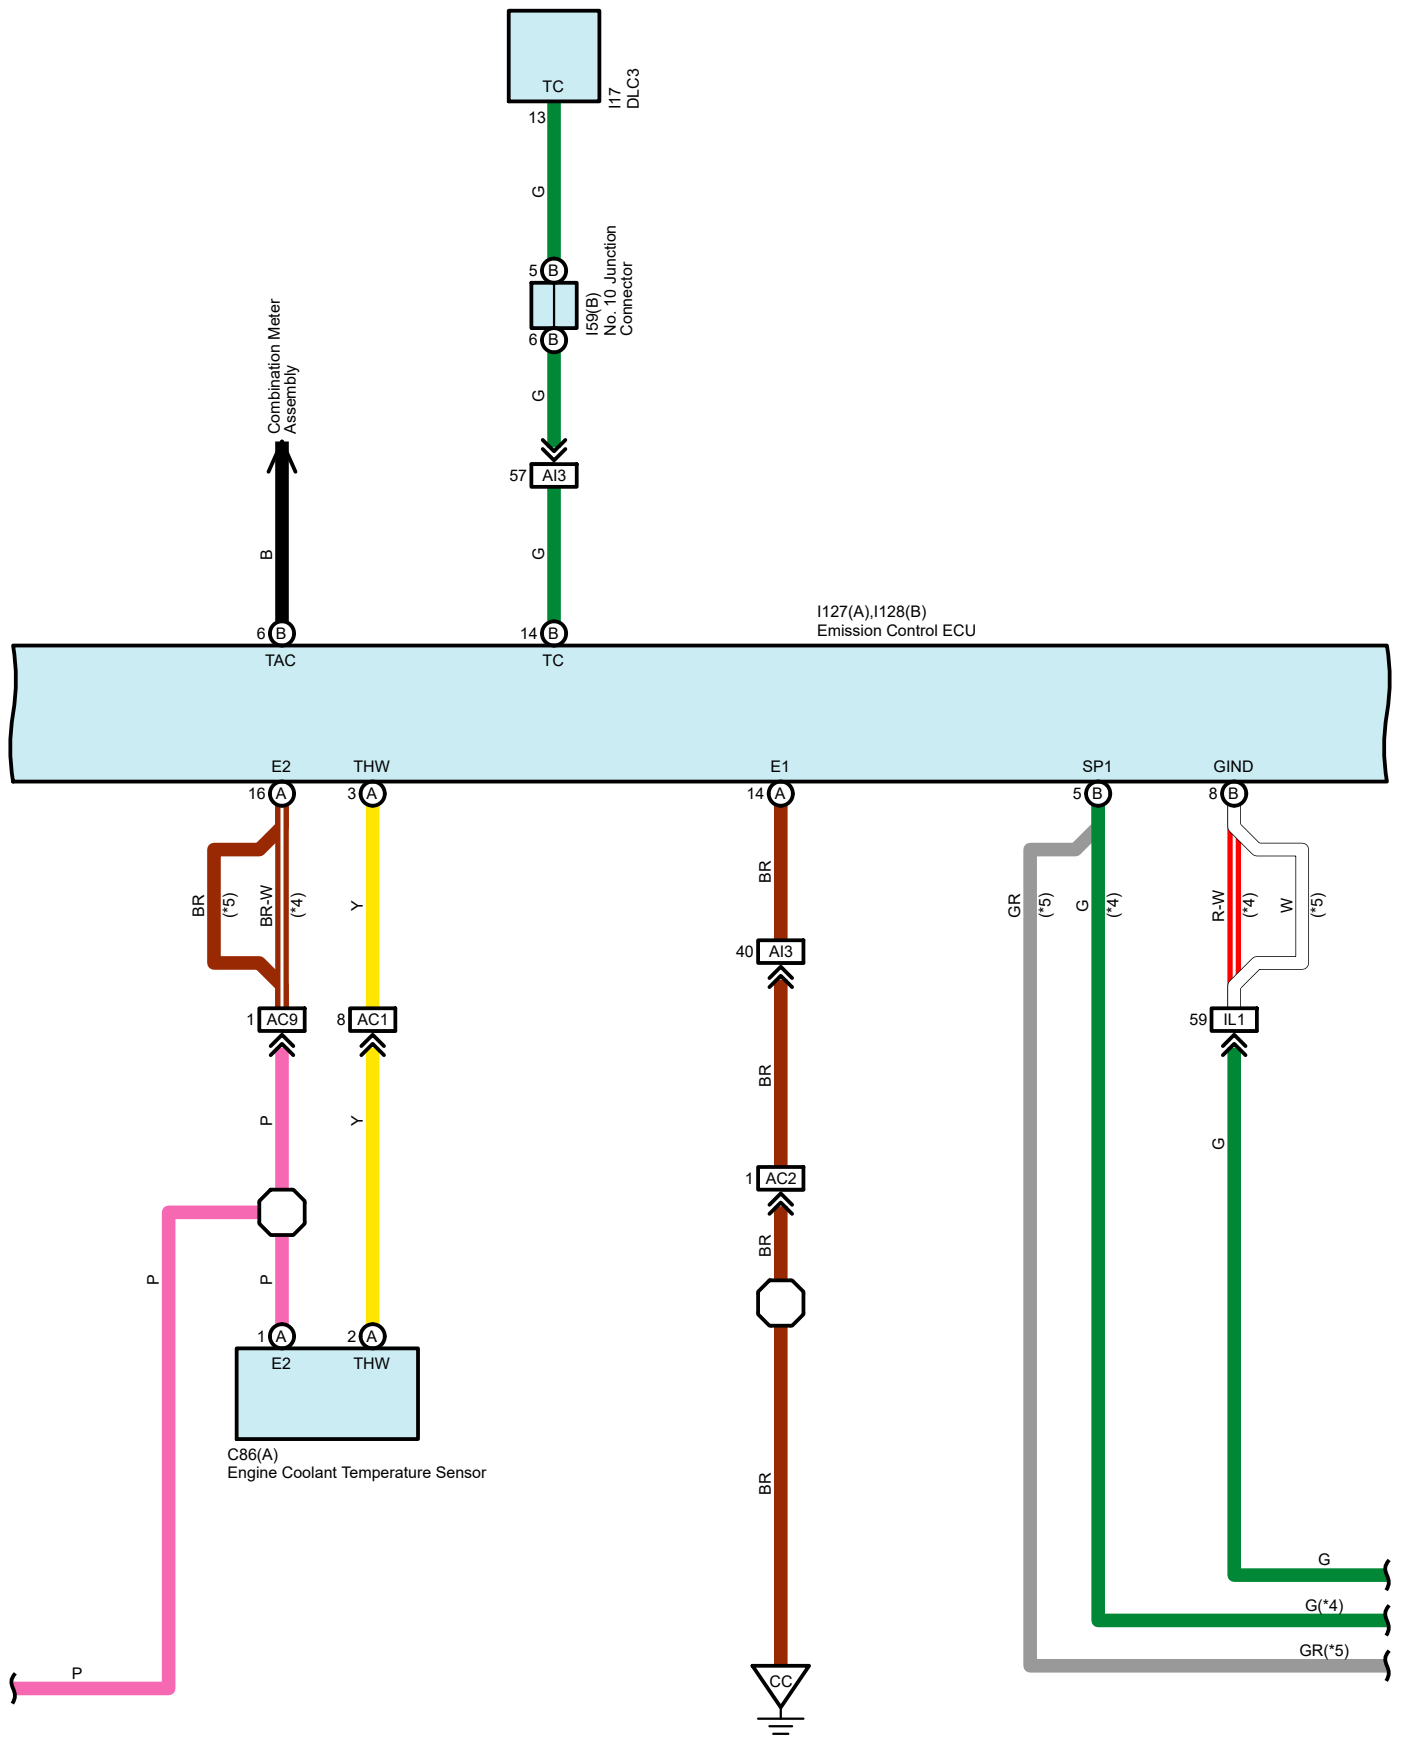 TC
I17
DLC3
13
G
5
B
I59(B)
No. 10 Junction
Connector
6
B
Combination Meter
Assembly
G
57
AI3
B
G
I127(A),I128(B)
Emission Control ECU
6
B
14
B
TAC
TC
E2
THW
E1
SP1
GIND
16
A
3
A
14
A
5
B
8
B
BR
(*5)
BR-W
(*4)
Y
BR
GR
(*5)
G
(*4)
R-W
(*4)
W
(*5)
40
AI3
1
AC9
8
AC1
59
IL1
P
Y
BR
G
1
AC2
P
P
BR
1
A
2
A
E2
THW
C86(A)
Engine Coolant Temperature Sensor
BR
G
G(*4)
GR(*5)
P
CC